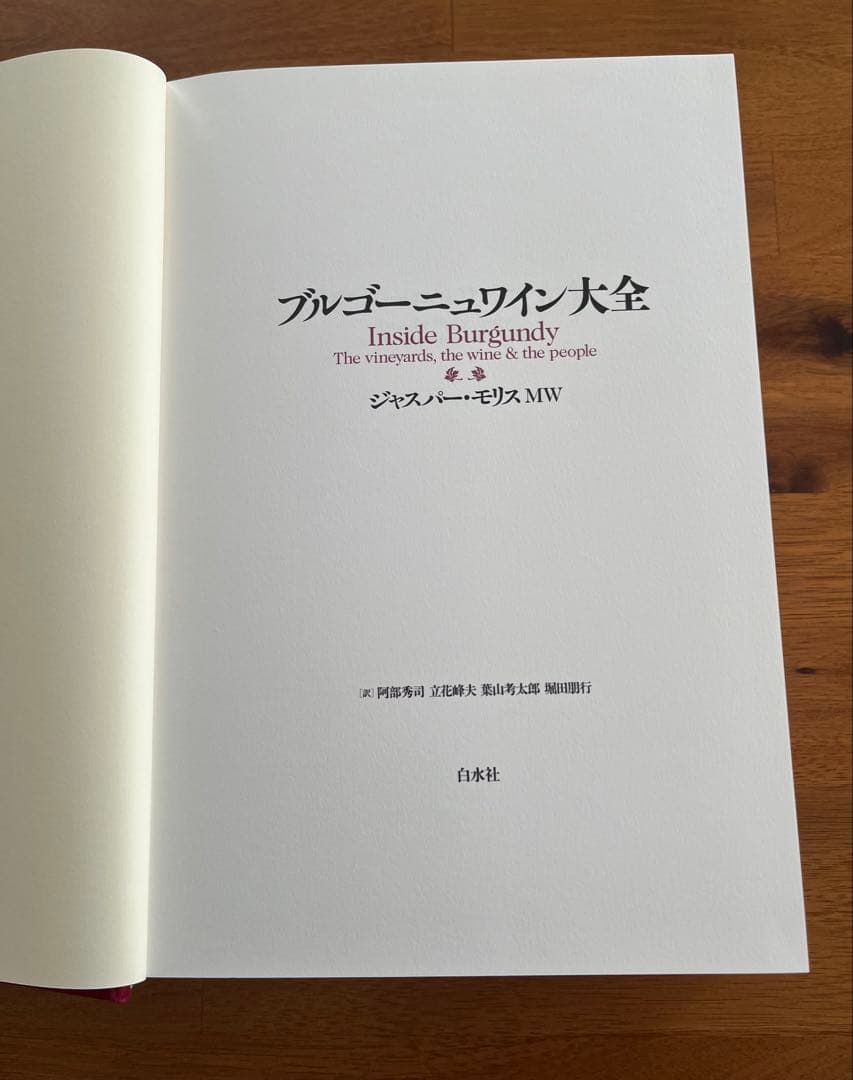 ブルゴーニュワイン大全
Inside Burgundy
The vineyards, the wine & the people
ジャスパー・モリス MW
[訳] 阿部秀司 立花峰夫 葉山考太郎 堀田朋行
白水社